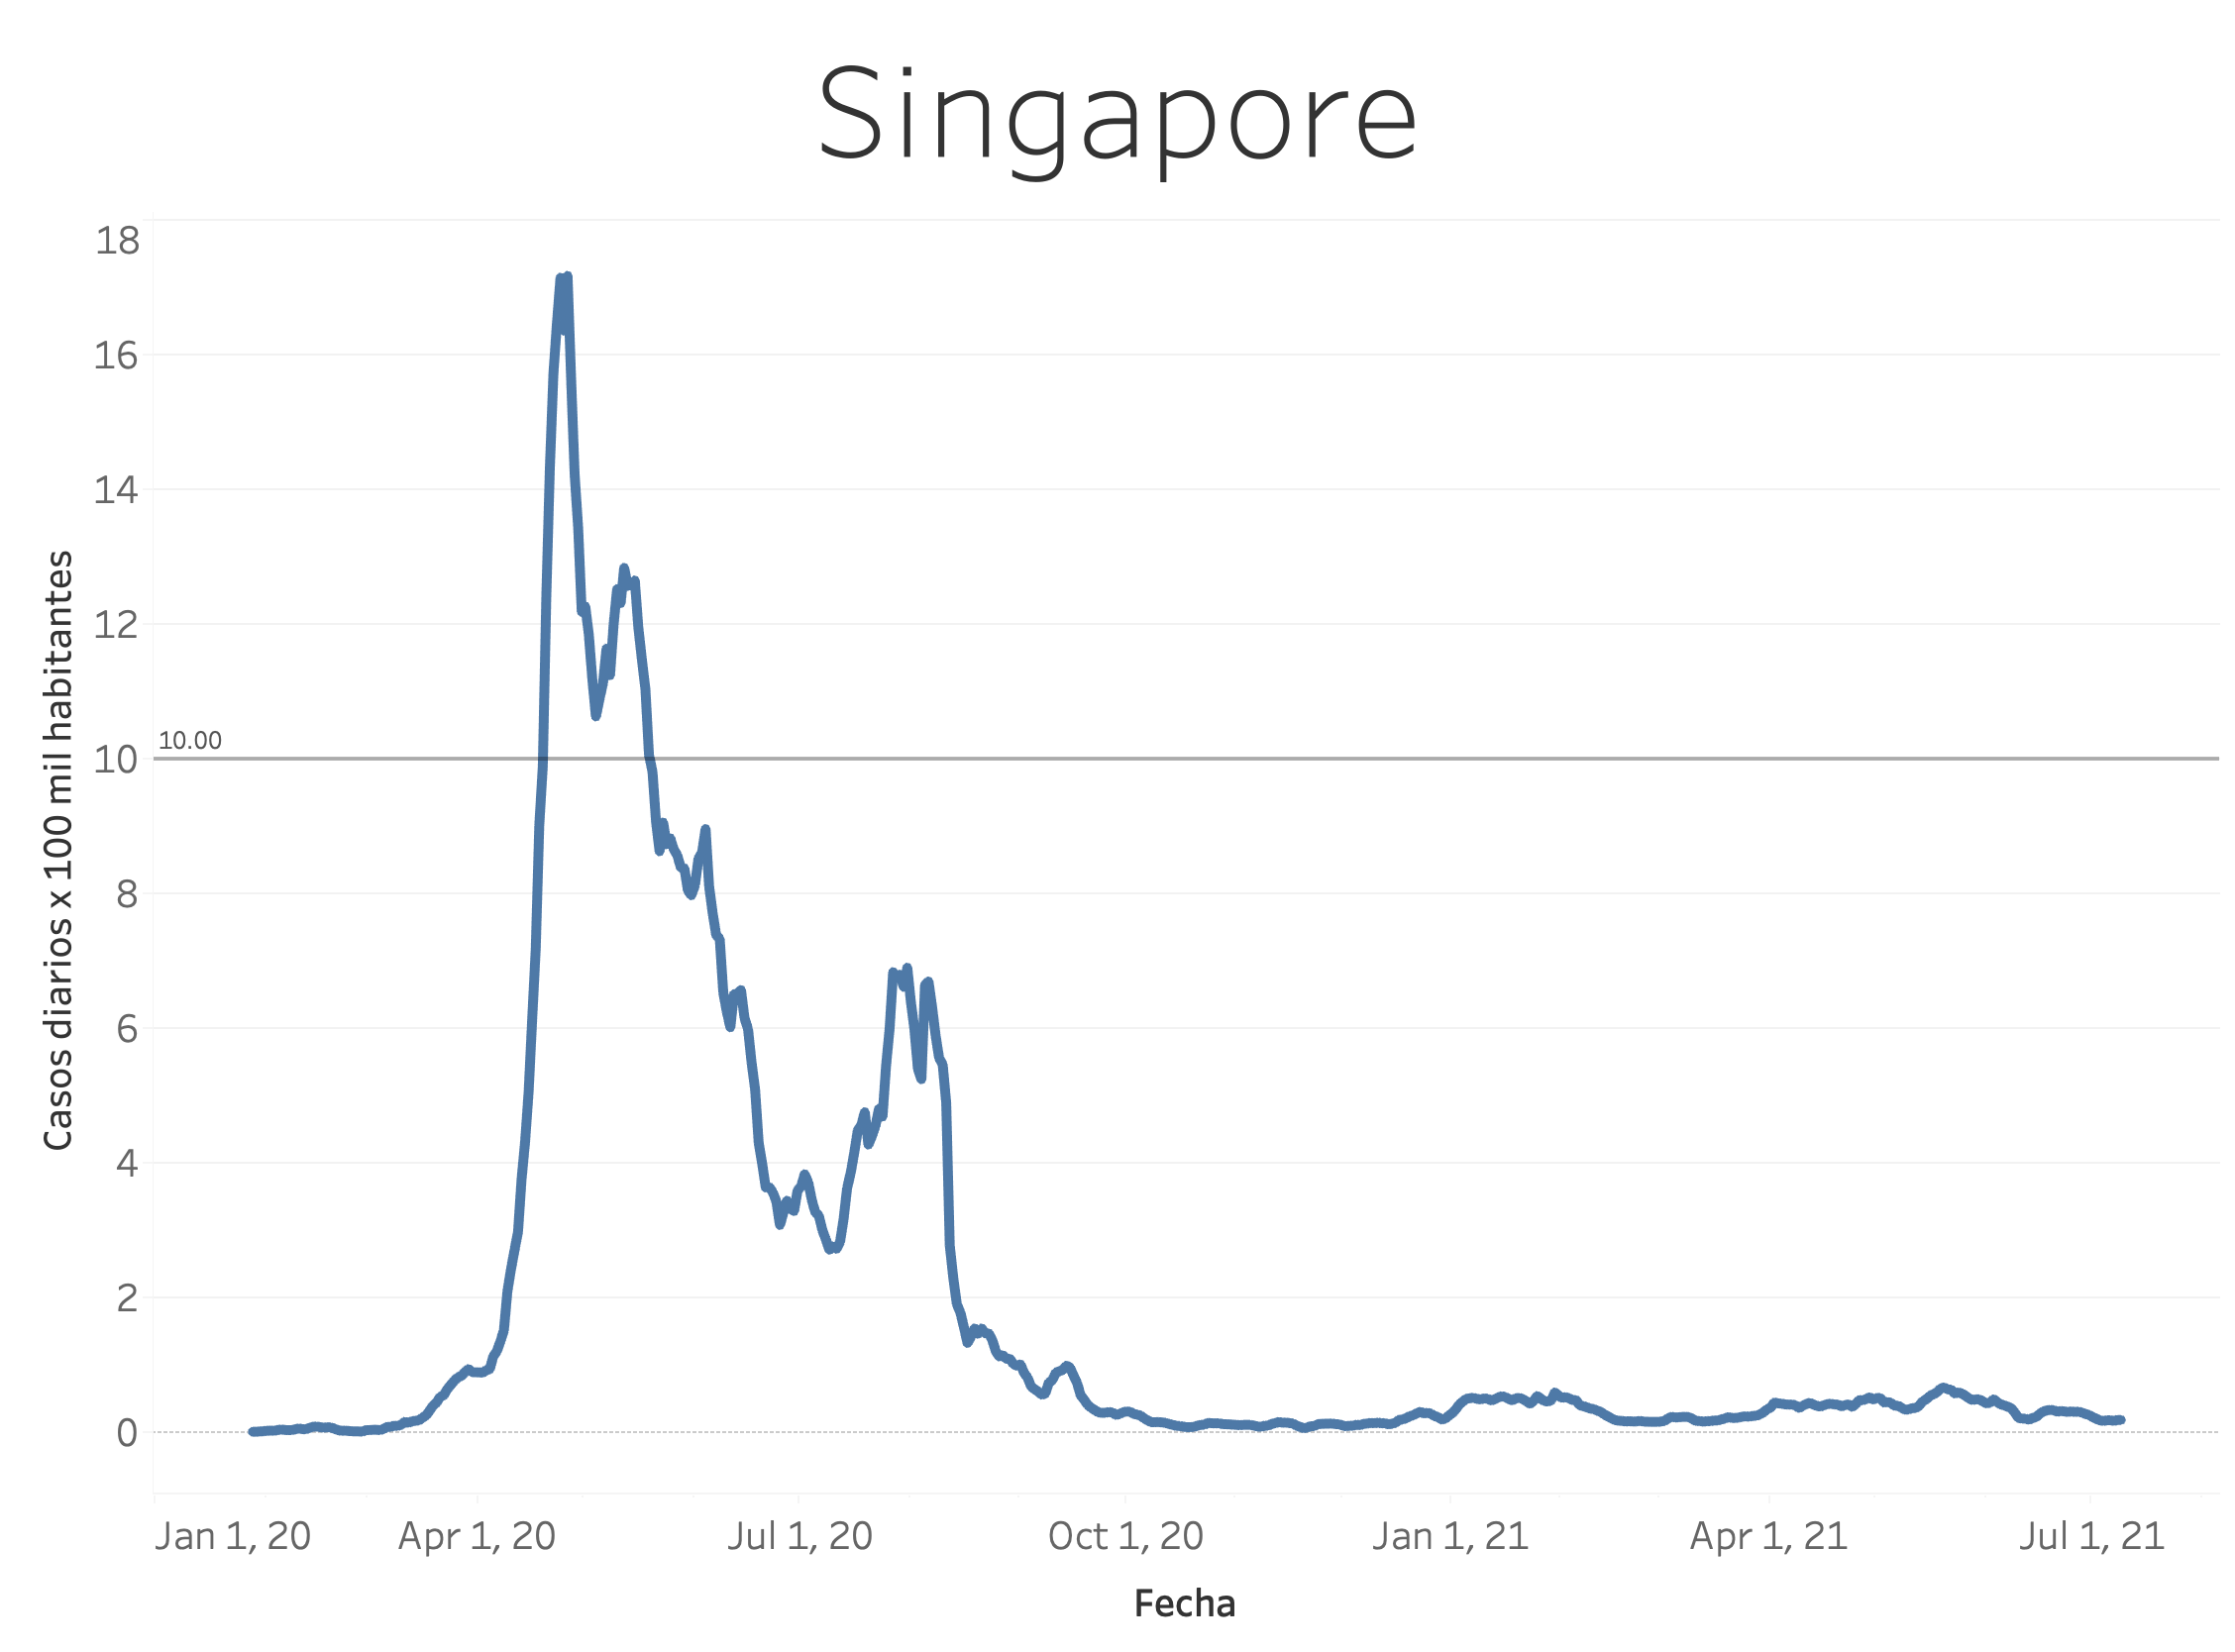 Singapore
18
16
14
12
10
8
6
4
2
0
10.00
Casos diarios x 100 mil habitantes
Jan 1, 20 Apr 1, 20 Jul 1, 20 Oct 1, 20 Jan 1, 21 Apr 1, 21 Jul 1, 21
Fecha